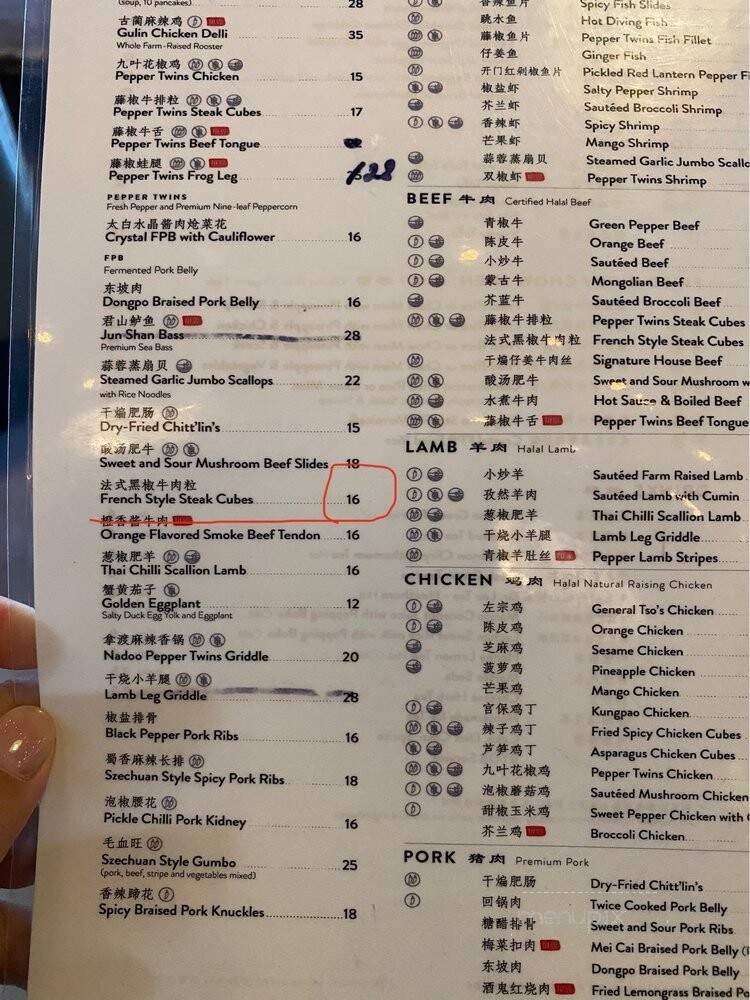 (soup, 10 pancakes) 28
古蔺麻辣鸡
Gulin Chicken Delli 35
Whole Farm-Raised Rooster
九叶花椒鸡
Pepper Twins Chicken 15
藤椒牛排粒
Pepper Twins Steak Cubes 17
藤椒牛舌
Pepper Twins Beef Tongue
藤椒蛙腿
Pepper Twins Frog Leg 28
PEPPER TWINS
Fresh Pepper and Premium Nine-leaf Peppercorn
太白水晶酱肉炝菜花
Crystal FPB with Cauliflower 16
FPB
Fermented Pork Belly
东坡肉
Dongpo Braised Pork Belly 16
君山鲈鱼
Jun Shan Bass 28
Premium Sea Bass
蒜蓉蒸扇贝
Steamed Garlic Jumbo Scallops 22
with Rice Noodles
干煸肥肠
Dry-Fried Chitt'lin's 15
酸汤肥牛
Sweet and Sour Mushroom Beef Slides 18
法式黑椒牛肉粒
French Style Steak Cubes 16
橙香酱牛肉
Orange Flavored Smoke Beef Tendon 16
葱椒肥羊
Thai Chilli Scallion Lamb 16
蟹黄茄子
Golden Eggplant 12
Salty Duck Egg Yolk and Eggplant
拿渡麻辣香锅
Nadoo Pepper Twins Griddle 20
干烧小羊腿
Lamb Leg Griddle 28
椒盐排骨
Black Pepper Pork Ribs 16
蜀香麻辣长排
Szechuan Style Spicy Pork Ribs 18
泡椒腰花
Pickle Chilli Pork Kidney 16
毛血旺
Szechuan Style Gumbo 25
(pork, beef, stripe and vegetables mixed)
香辣蹄花
Spicy Braised Pork Knuckles 18
香辣鱼片 Spicy Fish Slides
跳水鱼 Hot Diving Fish
藤椒鱼片 Pepper Twins Fish Fillet
仔姜鱼 Ginger Fish
开门红剁椒鱼片 Pickled Red Lantern Pepper
椒盐虾 Salty Pepper Shrimp
芥兰虾 Sautéed Broccoli Shrimp
香辣虾 Spicy Shrimp
芒果虾 Mango Shrimp
蒜蓉蒸扇贝 Steamed Garlic Jumbo
双椒虾 Pepper Twins Shrimp
BEEF 牛肉 Certified Halal Beef
青椒牛 Green Pepper Beef
陈皮牛 Orange Beef
小炒牛 Sautéed Beef
蒙古牛 Mongolian Beef
芥蓝牛 Sautéed Broccoli Beef
藤椒牛排粒 Pepper Twins Steak Cubes
法式黑椒牛肉粒 French Style Steak Cubes
干煸仔姜牛肉丝 Signature House Beef
酸汤肥牛 Sweet and Sour Mushroom
水煮牛肉 Hot Sauce & Boiled Beef
藤椒牛舌 Pepper Twins Beef Tongue
LAMB 羊肉 Halal Lamb
小炒羊 Sautéed Farm Raised Lamb
孜然羊肉 Sautéed Lamb with Cumin
葱椒肥羊 Thai Chilli Scallion Lamb
干烧小羊腿 Lamb Leg Griddle
青椒羊肚丝 Pepper Lamb Stripes
CHICKEN 鸡肉 Halal Natural Raising Chicken
左宗鸡 General Tso's Chicken
陈皮鸡 Orange Chicken
芝麻鸡 Sesame Chicken
菠萝鸡 Pineapple Chicken
芒果鸡 Mango Chicken
宫保鸡丁 Kungpao Chicken
辣子鸡丁 Fried Spicy Chicken Cubes
芦笋鸡丁 Asparagus Chicken Cubes
九叶花椒鸡 Pepper Twins Chicken
泡椒蘑菇鸡 Sautéed Mushroom Chicken
甜椒玉米鸡 Sweet Pepper Chicken with
芥兰鸡 Broccoli Chicken
PORK 猪肉 Premium Pork
干煸肥肠 Dry-Fried Chitt'lin's
回锅肉 Twice Cooked Pork Belly
糖醋排骨 Sweet and Sour Pork Ribs
梅菜扣肉 Mei Cai Braised Pork Belly
东坡肉 Dongpo Braised Pork Belly
酒鬼红烧肉 Fried Lemongrass Braised